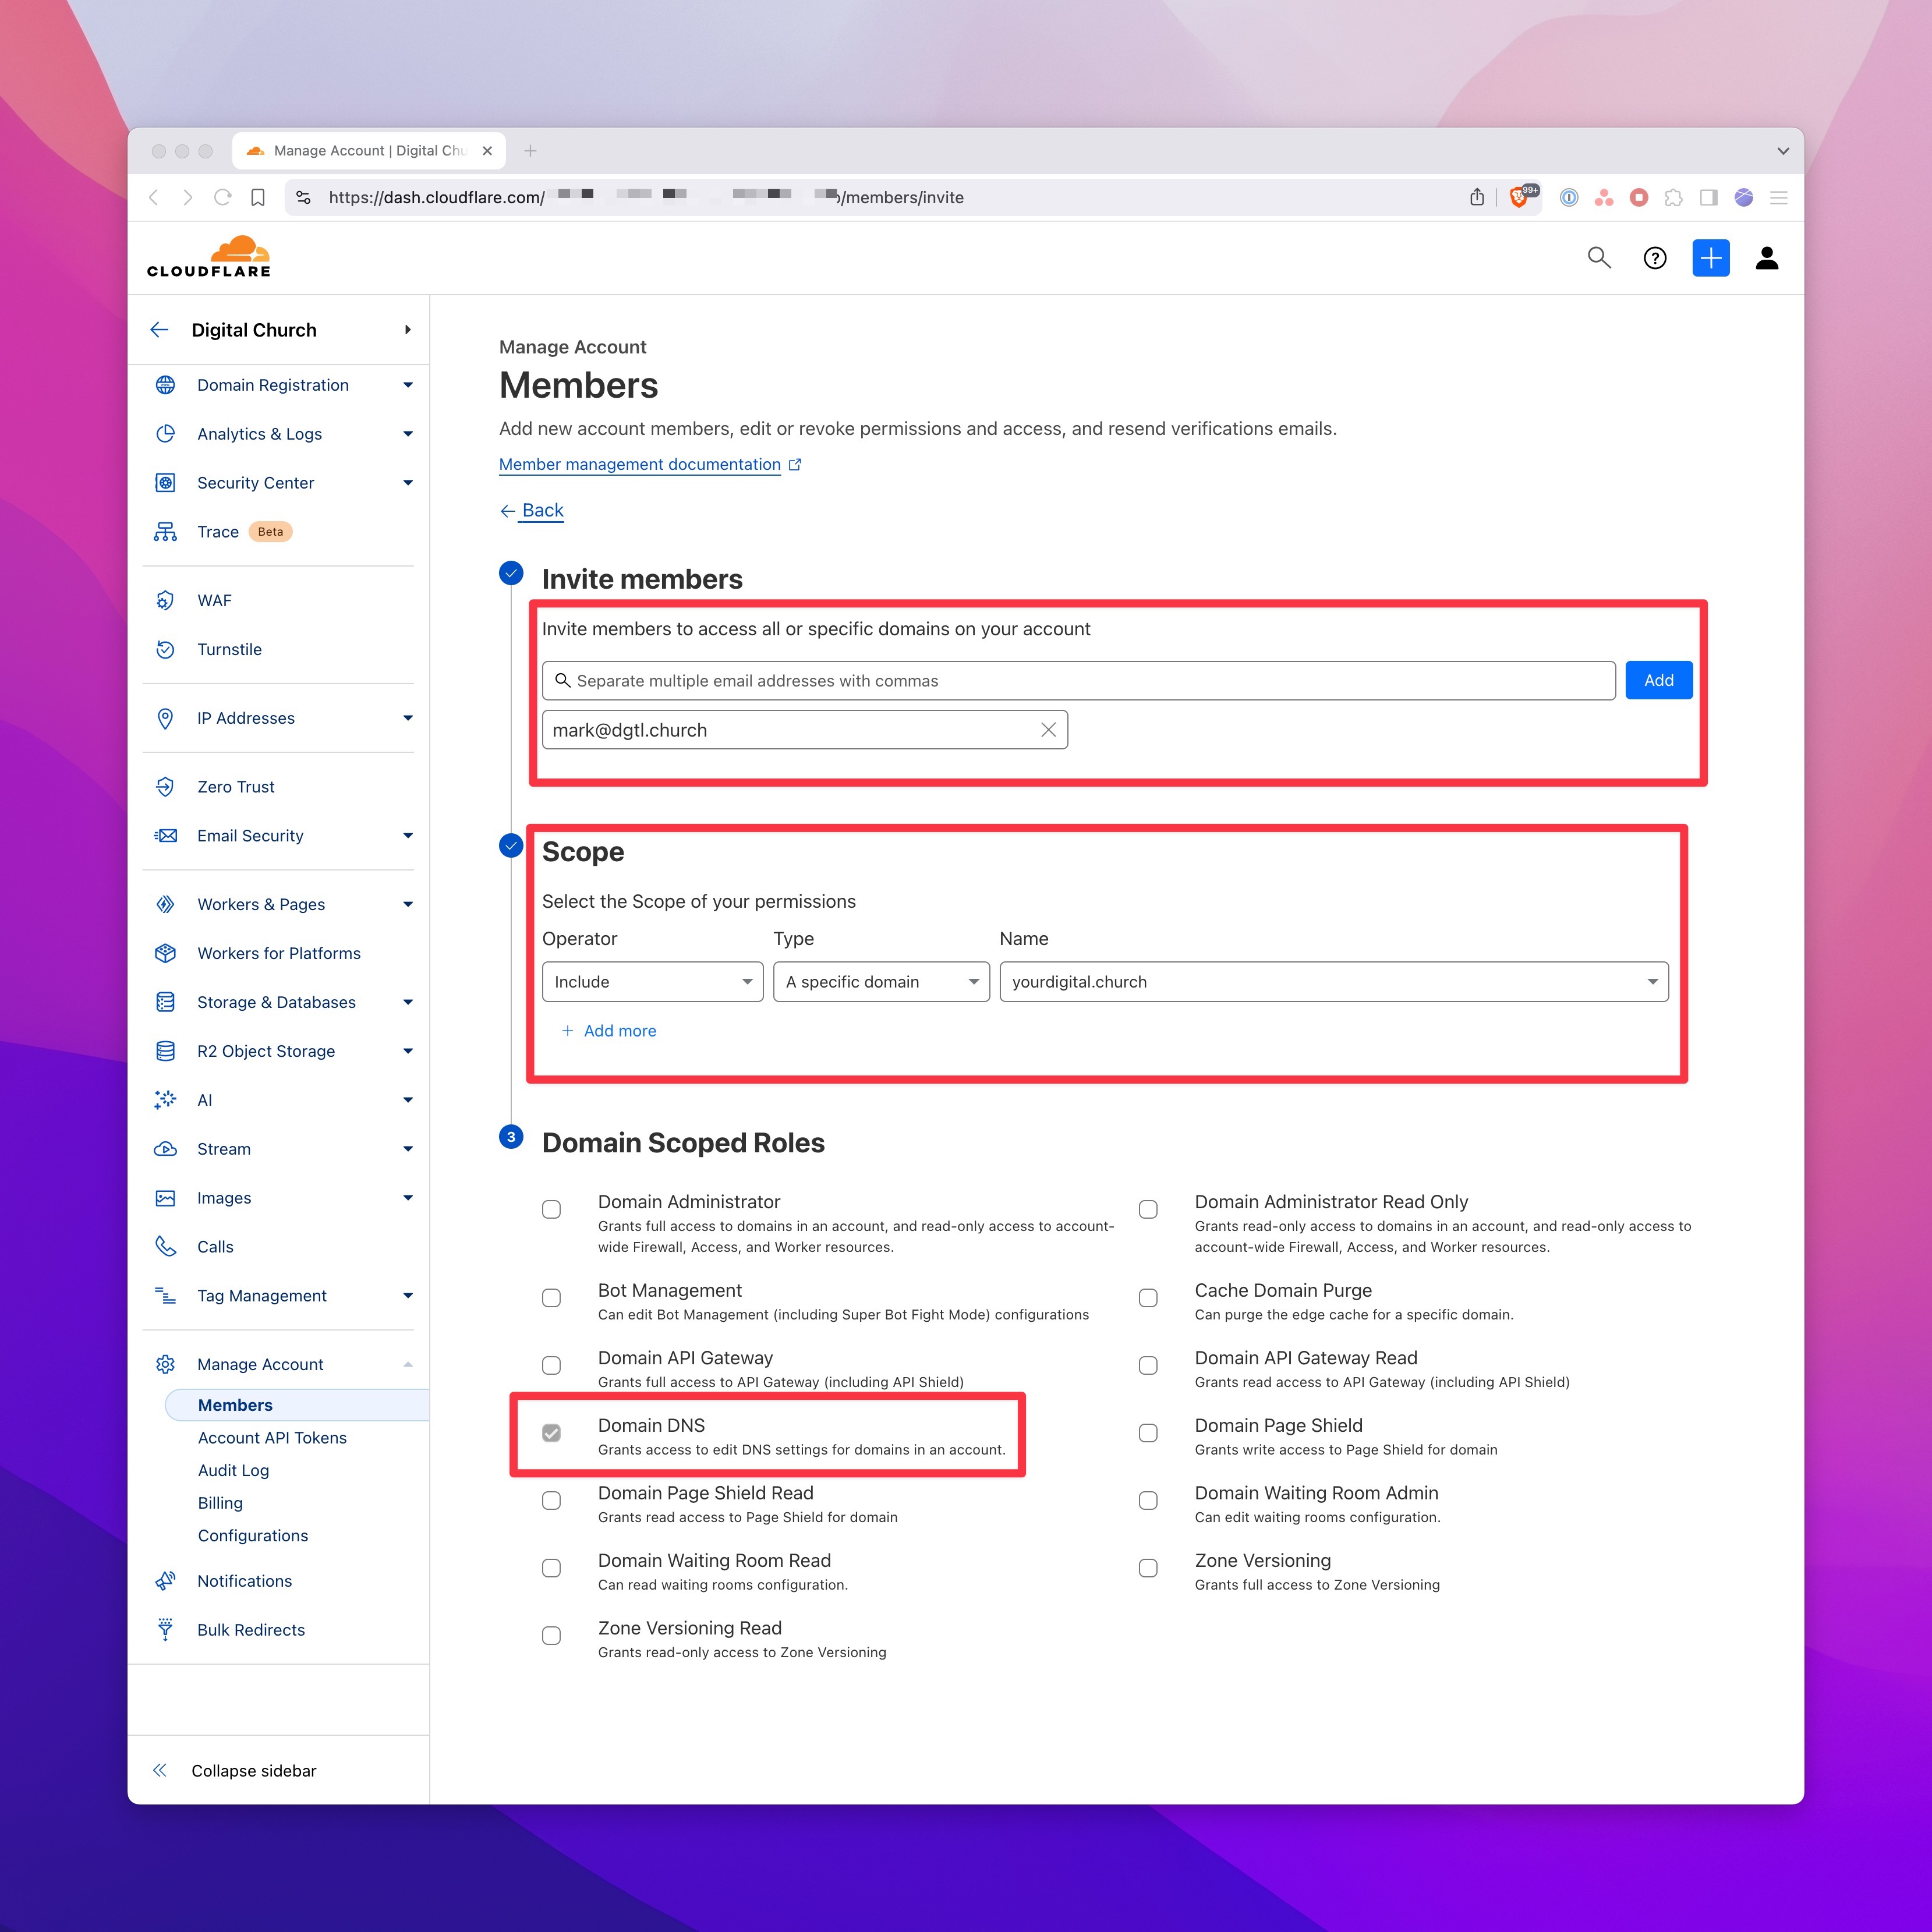 Manage Account | Digital Chu
https://dash.cloudflare.com/
/members/invite
99+
CLOUDFLARE
Digital Church
Domain Registration
Analytics & Logs
Security Center
Trace Beta
WAF
Turnstile
IP Addresses
Zero Trust
Email Security
Workers & Pages
Workers for Platforms
Storage & Databases
R2 Object Storage
AI
Stream
Images
Calls
Tag Management
Manage Account
Members
Account API Tokens
Audit Log
Billing
Configurations
Notifications
Bulk Redirects
Collapse sidebar
Manage Account
Members
Add new account members, edit or revoke permissions and access, and resend verifications emails.
Member management documentation
Back
Invite members
Invite members to access all or specific domains on your account
Separate multiple email addresses with commas
Add
mark@dgtl.church
Scope
Select the Scope of your permissions
Operator Type Name
Include A specific domain yourdigital.church
+ Add more
3 Domain Scoped Roles
Domain Administrator
Grants full access to domains in an account, and read-only access to account-
wide Firewall, Access, and Worker resources.
Domain Administrator Read Only
Grants read-only access to domains in an account, and read-only access to
account-wide Firewall, Access, and Worker resources.
Bot Management
Can edit Bot Management (including Super Bot Fight Mode) configurations
Cache Domain Purge
Can purge the edge cache for a specific domain.
Domain API Gateway
Grants full access to API Gateway (including API Shield)
Domain API Gateway Read
Grants read access to API Gateway (including API Shield)
Domain DNS
Grants access to edit DNS settings for domains in an account.
Domain Page Shield
Grants write access to Page Shield for domain
Domain Page Shield Read
Grants read access to Page Shield for domain
Domain Waiting Room Admin
Can edit waiting rooms configuration.
Domain Waiting Room Read
Can read waiting rooms configuration.
Zone Versioning
Grants full access to Zone Versioning
Zone Versioning Read
Grants read-only access to Zone Versioning